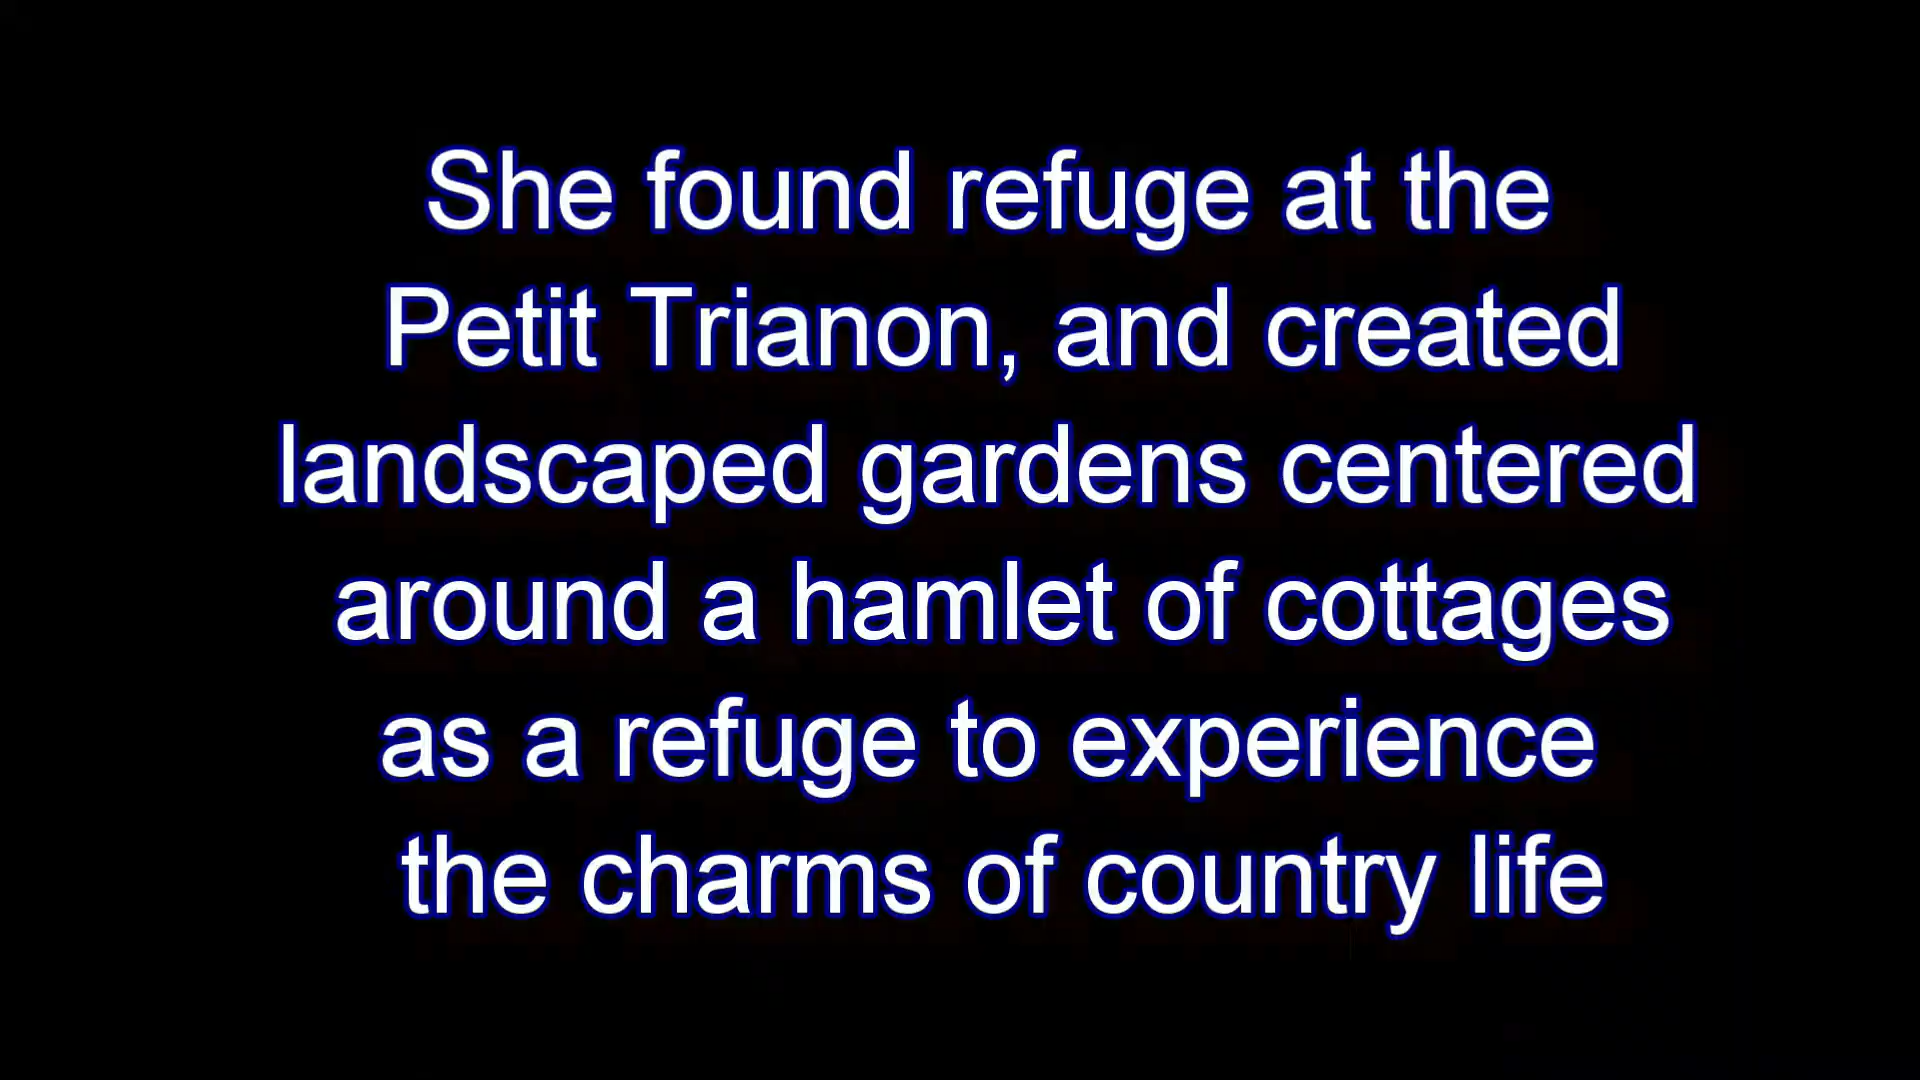 She found refuge at the
Petit Trianon, and created
landscaped gardens centered
around a hamlet of cottages
as a refuge to experience
the charms of country life